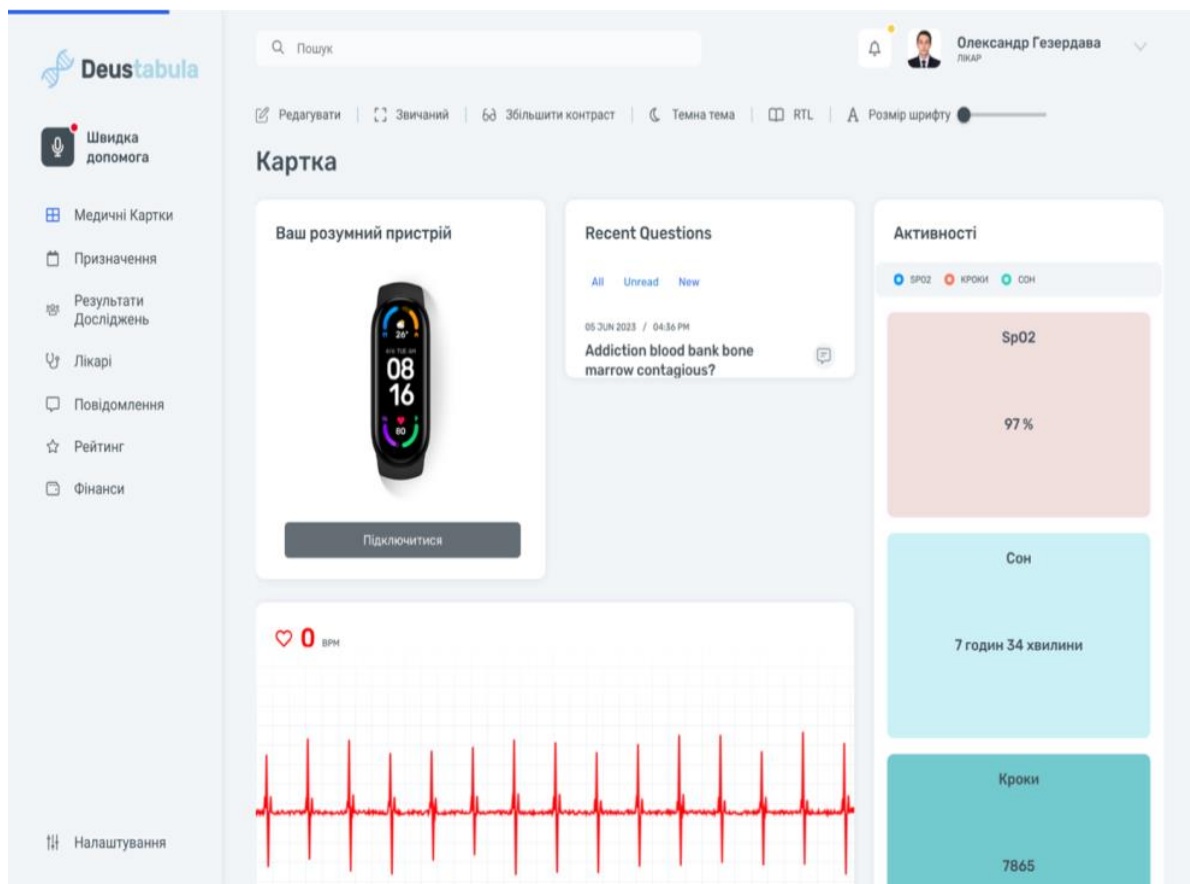 Deustabula
Пошук
Олександр Гезердава
ЛІКАР
Швидка
допомога
Редагувати
Звичаний
Збільшити контраст
Темна тема
RTL
A Розмір шрифту
Картка
Медичні Картки
Призначення
Результати
Досліджень
Лікарі
Повідомлення
Рейтинг
Фінанси
Налаштування
Ваш розумний пристрій
26°
08
16
80
Підключитися
Recent Questions
All Unread New
05 JUN 2023 / 04:36 PM
Addiction blood bank bone
marrow contagious?
0 BPM
Активності
SPO2 КРОКИ СОН
SpO2
97 %
Сон
7 годин 34 хвилини
Кроки
7865